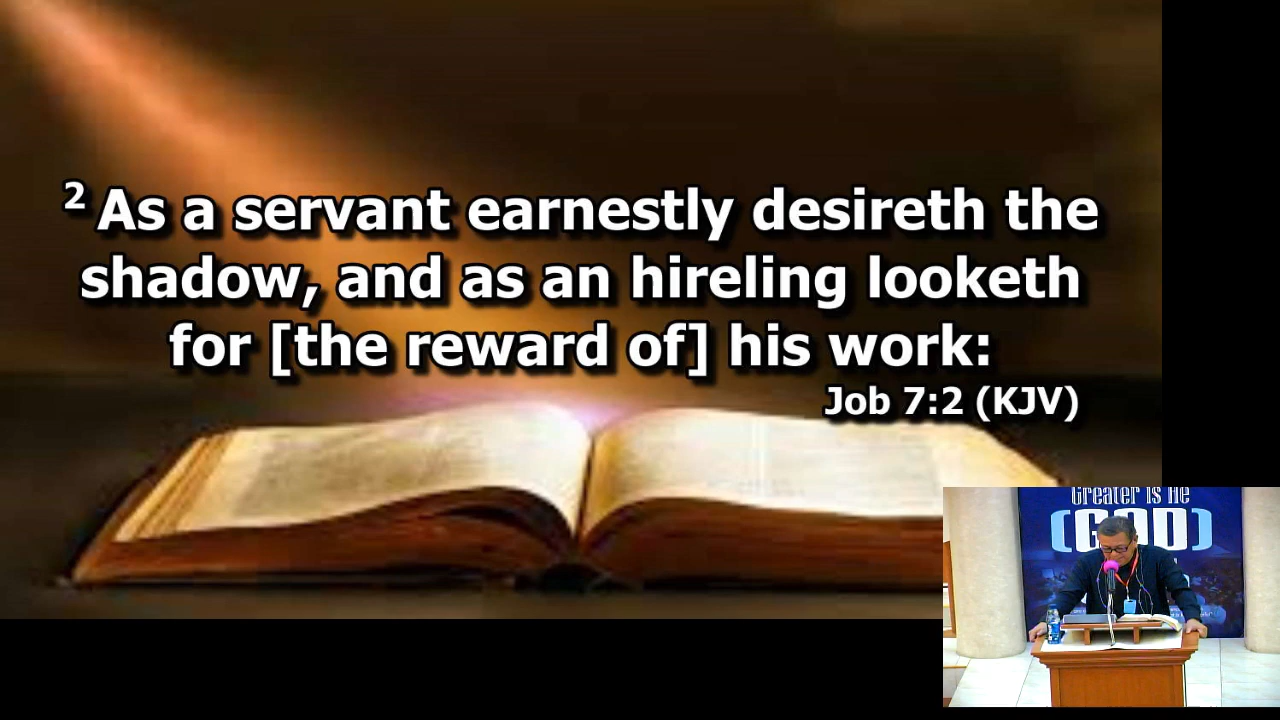 2 As a servant earnestly desireth the
shadow, and as an hireling looketh
for [the reward of] his work:
Job 7:2 (KJV)
Greater Is He
(GOD)